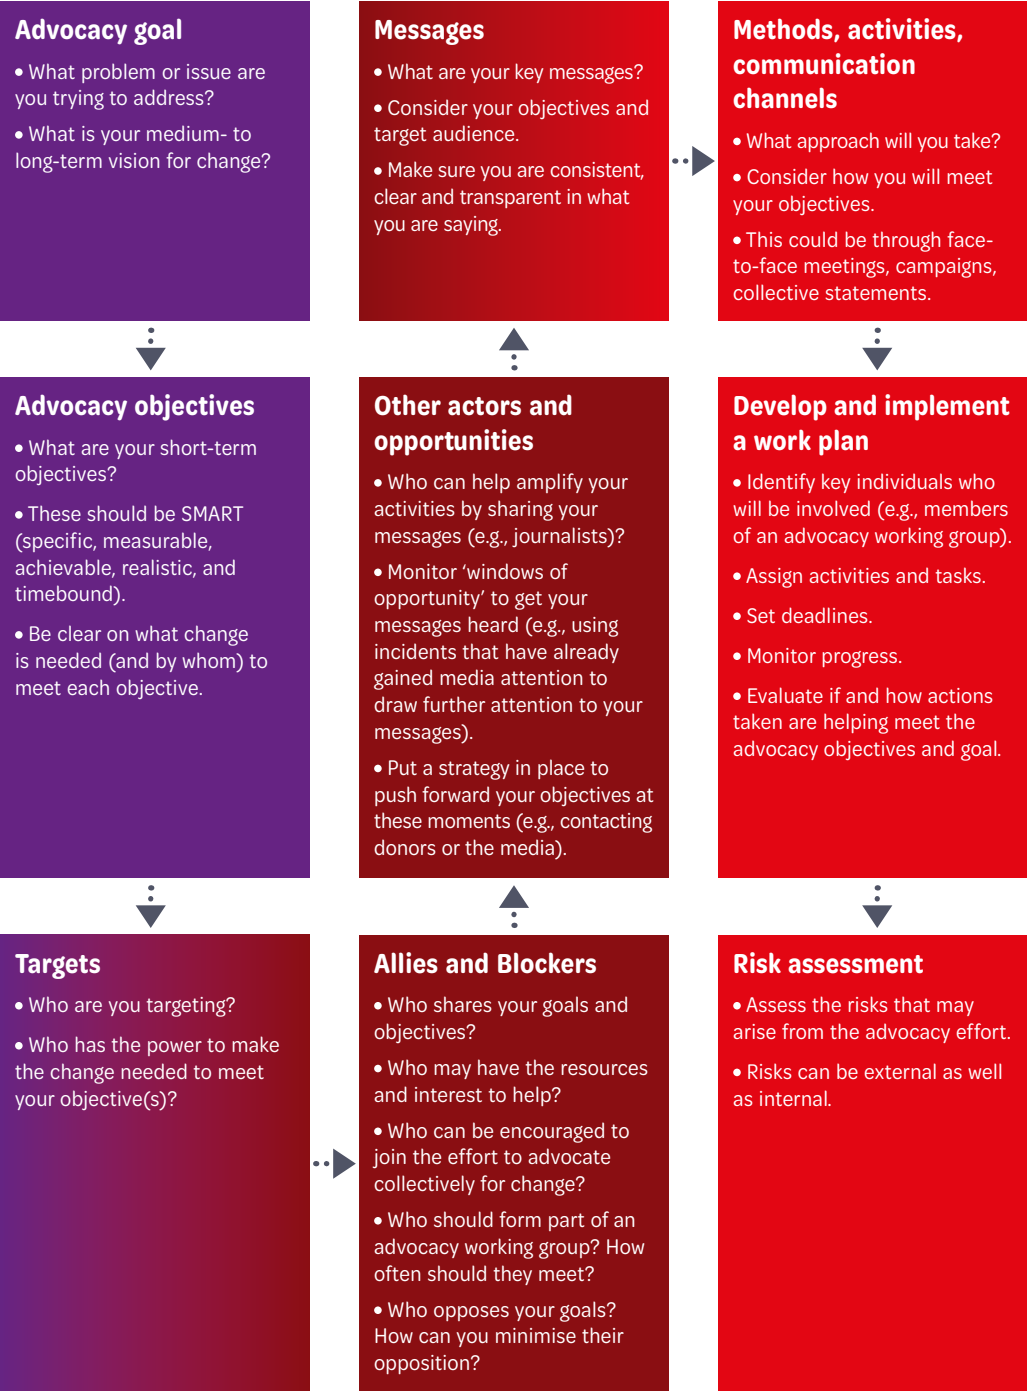 Advocacy goal
• What problem or issue are
you trying to address?
• What is your medium- to
long-term vision for change?
Advocacy objectives
• What are your short-term
objectives?
• These should be SMART
(specific, measurable,
achievable, realistic, and
timebound).
• Be clear on what change
is needed (and by whom) to
meet each objective.
Targets
• Who are you targeting?
• Who has the power to make
the change needed to meet
your objective(s)?
Allies and Blockers
• Who shares your goals and
objectives?
• Who may have the resources
and interest to help?
• Who can be encouraged to
join the effort to advocate
collectively for change?
• Who should form part of an
advocacy working group? How
often should they meet?
• Who opposes your goals?
How can you minimise their
opposition?
Other actors and
opportunities
• Who can help amplify your
activities by sharing your
messages (e.g., journalists)?
• Monitor ‘windows of
opportunity’ to get your
messages heard (e.g., using
incidents that have already
gained media attention to
draw further attention to your
messages).
• Put a strategy in place to
push forward your objectives at
these moments (e.g., contacting
donors or the media).
Messages
• What are your key messages?
• Consider your objectives and
target audience.
• Make sure you are consistent,
clear and transparent in what
you are saying.
Methods, activities,
communication
channels
• What approach will you take?
• Consider how you will meet
your objectives.
• This could be through face-
to-face meetings, campaigns,
collective statements.
Develop and implement
a work plan
• Identify key individuals who
will be involved (e.g., members
of an advocacy working group).
• Assign activities and tasks.
• Set deadlines.
• Monitor progress.
• Evaluate if and how actions
taken are helping meet the
advocacy objectives and goal.
Risk assessment
• Assess the risks that may
arise from the advocacy effort.
• Risks can be external as well
as internal.